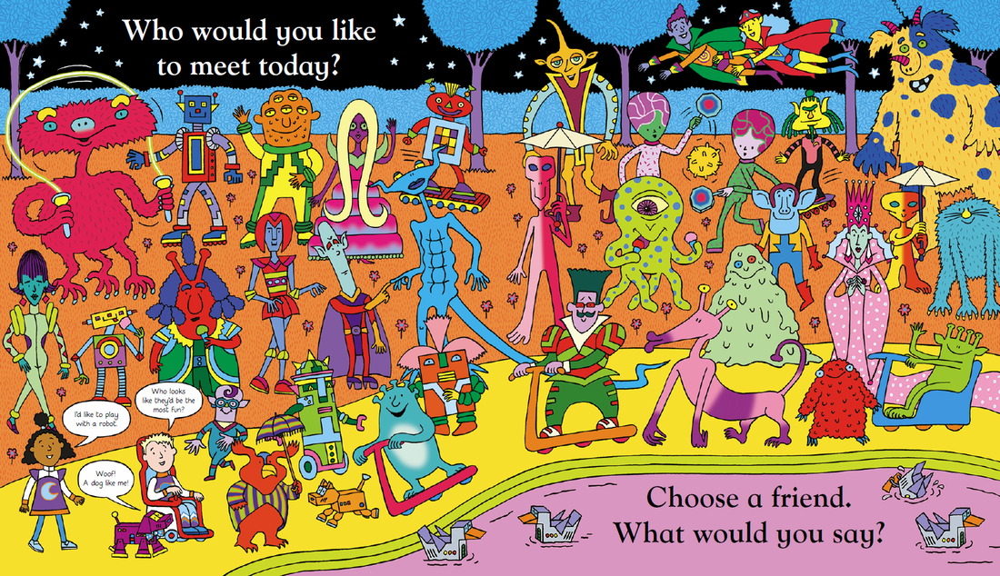 Who would you like
to meet today?
Who looks
like they'd be the
most fun?
I'd like to play
with a robot.
Woof!
A dog like me!
Choose a friend.
What would you say?